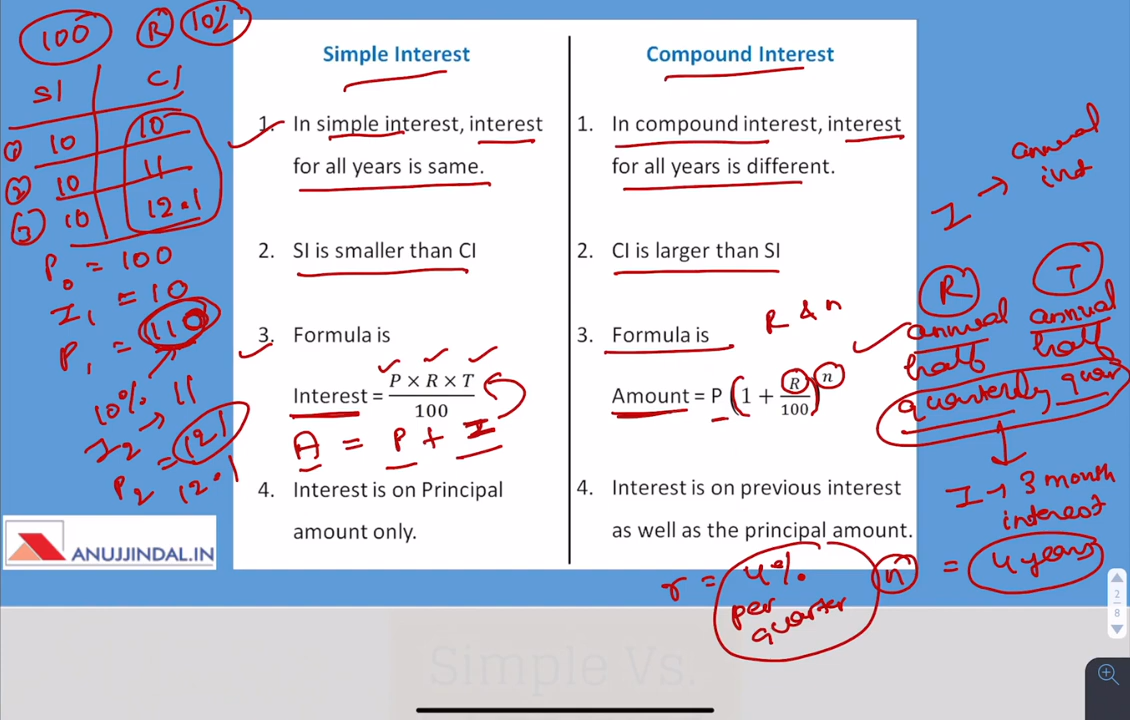 100 R 10%
SI CI
1 10 10
2 10 11
3 10 12.1
P0 = 100
I1 = 10
P1 = 110
10% 11
I2 → 121
P2 = 12.1
ANUJJINDAL.IN
Simple Interest
1. In simple interest, interest
for all years is same.
2. SI is smaller than CI
3. Formula is
Interest = P × R × T / 100
A = P + I
4. Interest is on Principal
amount only.
Compound Interest
1. In compound interest, interest
for all years is different.
2. CI is larger than SI
R & n
3. Formula is
Amount = P (1 + R/100)^n
4. Interest is on previous interest
as well as the principal amount.
r = 4% per quarter
n = 4 years
I → annual
int
R T
annual annual
half half
quarterly quar
I → 3 month
interest
2
8
Simple Vs.